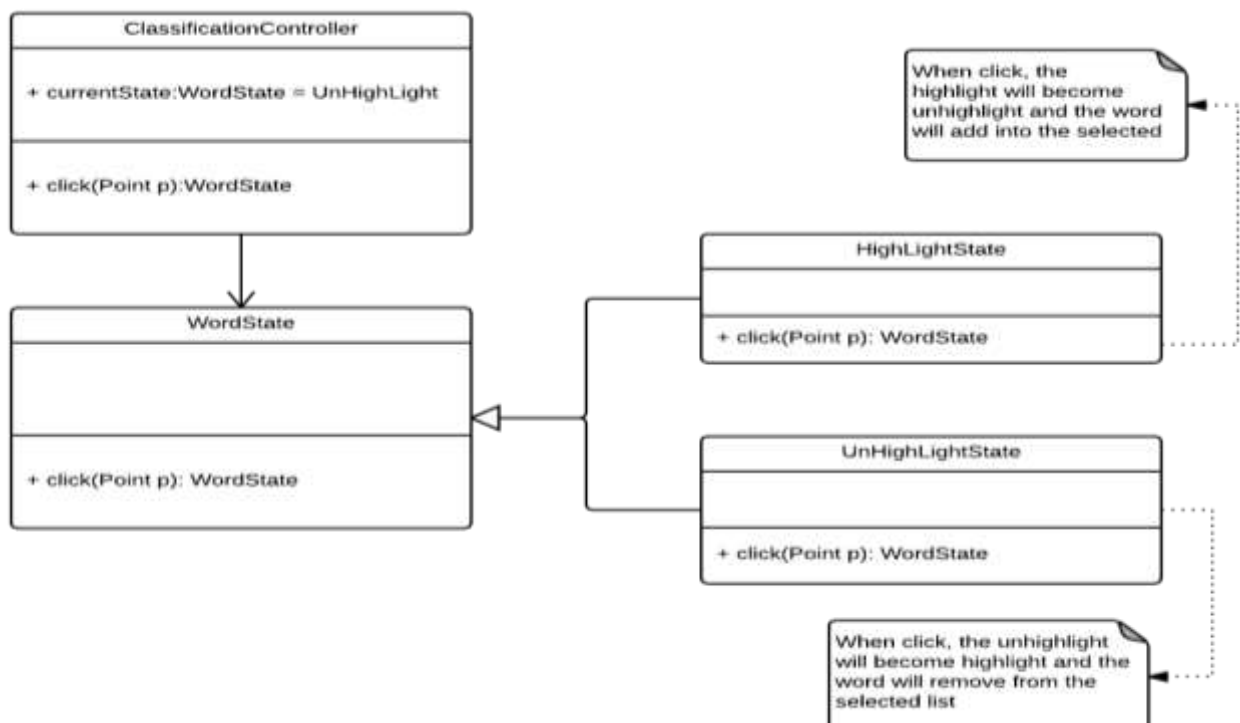 ClassificationController
+ currentState:WordState = UnHighLight
+ click(Point p):WordState
When click, the
highlight will become
unhighlight and the word
will add into the selected
HighLightState
+ click(Point p): WordState
WordState
+ click(Point p): WordState
UnHighLightState
+ click(Point p): WordState
When click, the unhighlight
will become highlight and the
word will remove from the
selected list